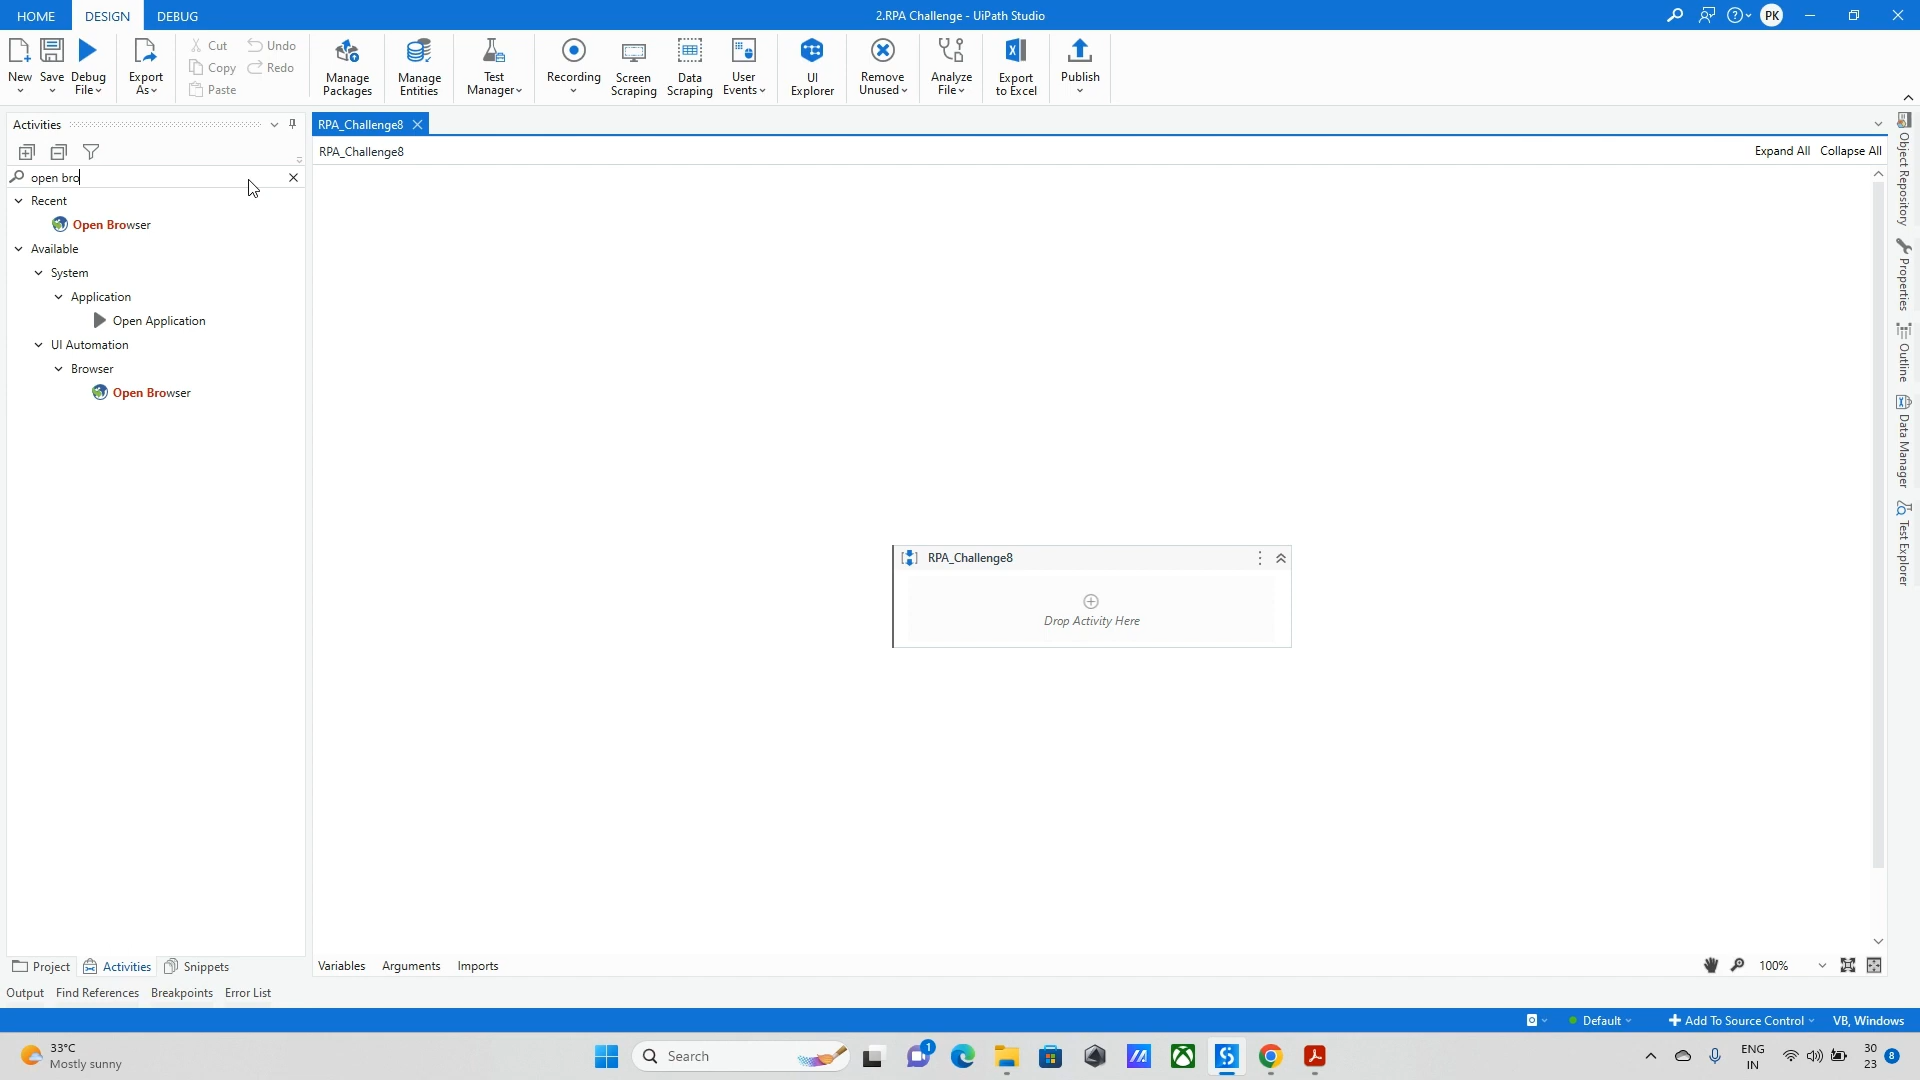 HOME DESIGN DEBUG 2.RPA Challenge - UiPath Studio PK
New Save Debug File Export As Cut Copy Paste Undo Redo Manage Packages Manage Entities Test Manager Recording Screen Scraping Data Scraping User Events UI Explorer Remove Unused Analyze File Export to Excel Publish
Activities
RPA_Challenge8
RPA_Challenge8
Expand All Collapse All
open bro
Recent
Open Browser
Available
System
Application
Open Application
UI Automation
Browser
Open Browser
RPA_Challenge8
Drop Activity Here
Object Repository
Properties
Outline
Data Manager
Test Explorer
Project Activities Snippets
Variables Arguments Imports
100%
Output Find References Breakpoints Error List
Default Add To Source Control VB, Windows
33°C
Mostly sunny
Search
1
ENG
IN
30
23
8